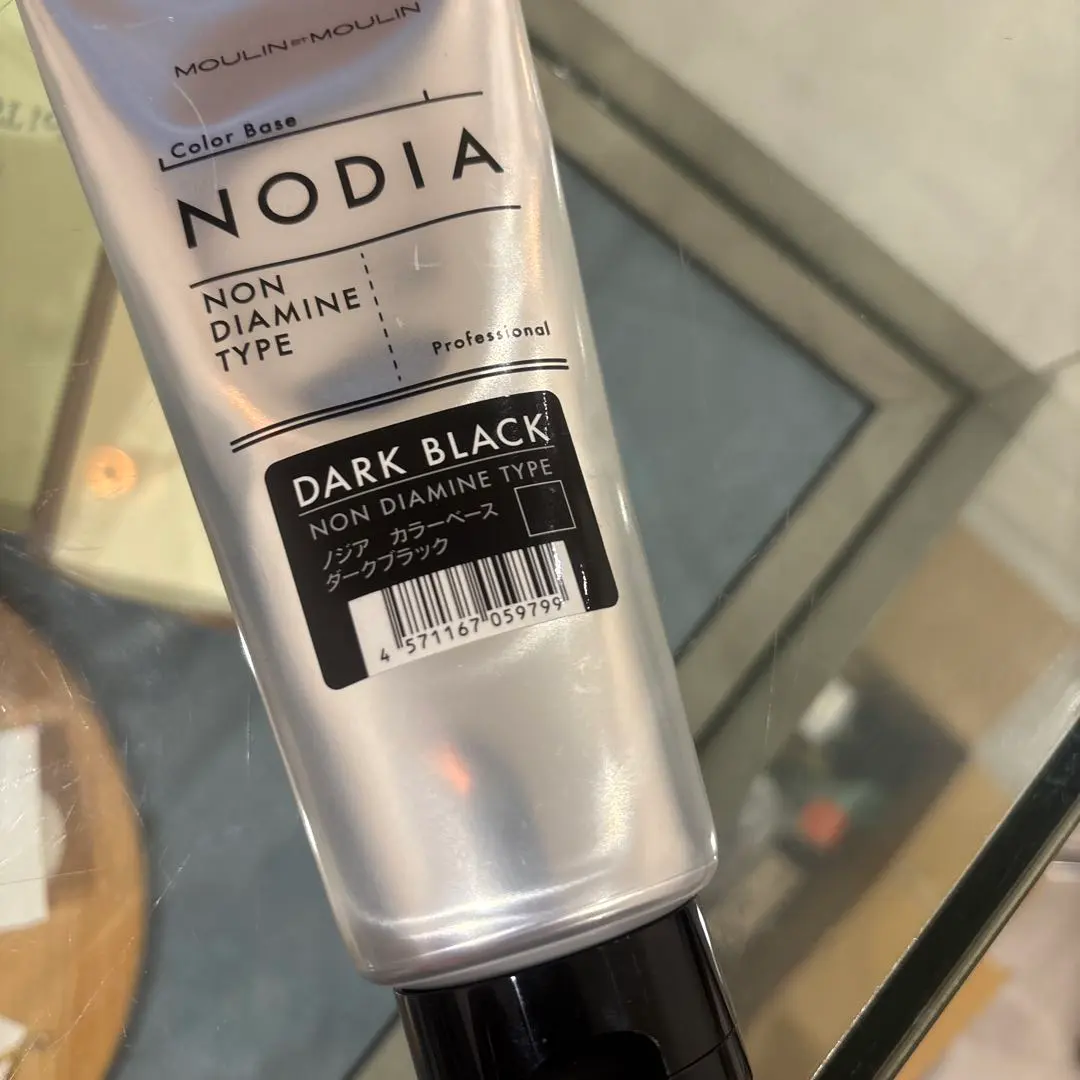 MOULIN ET MOULIN
Color Base
NODIA
NON
DIAMINE
TYPE
Professional
DARK BLACK
NON DIAMINE TYPE
ノジア カラーベース
ダークブラック
4 571167 059799